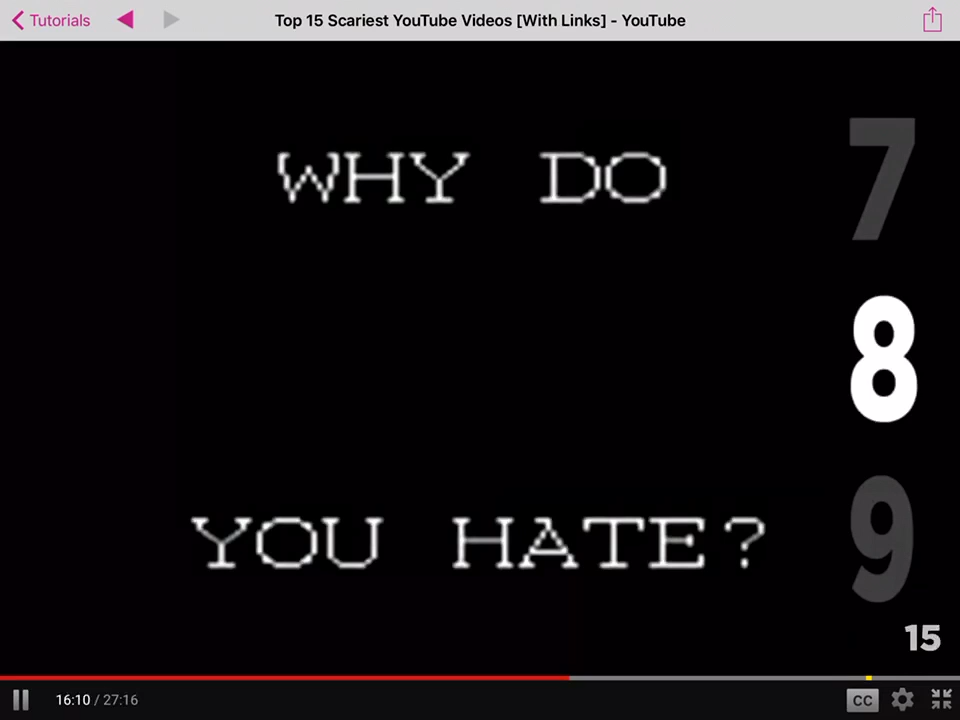 Tutorials
Top 15 Scariest YouTube Videos [With Links] - YouTube
WHY DO
7
8
YOU HATE?
9
15
16:10 / 27:16
CC